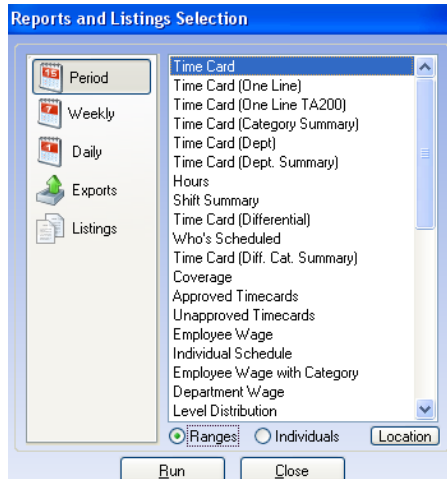 Reports and Listings Selection
15
Period
7
Weekly
1
Daily
Exports
Listings
Time Card
Time Card (One Line)
Time Card (One Line TA200)
Time Card (Category Summary)
Time Card (Dept)
Time Card (Dept. Summary)
Hours
Shift Summary
Time Card (Differential)
Who's Scheduled
Time Card (Diff. Cat. Summary)
Coverage
Approved Timecards
Unapproved Timecards
Employee Wage
Individual Schedule
Employee Wage with Category
Department Wage
Level Distribution
Ranges Individuals Location
Run Close